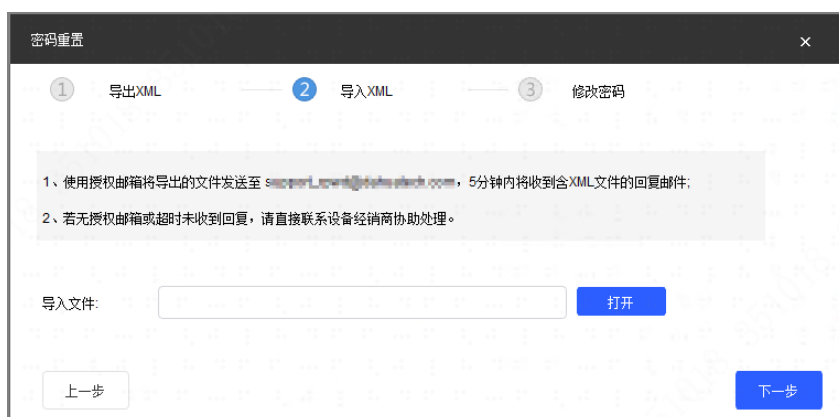 密码重置
1 导出XML 2 导入XML 3 修改密码
1、使用授权邮箱将导出的文件发送至 ，5分钟内将收到含XML文件的回复邮件;
2、若无授权邮箱或超时未收到回复，请直接联系设备经销商协助处理。
导入文件: 打开
上一步 下一步